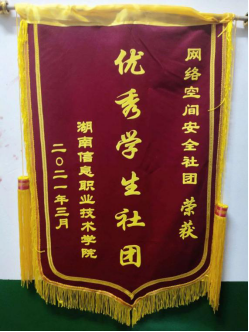 网络空间安全社团 荣获
优秀学生社团
湖南信息职业技术学院
二〇二一年三月